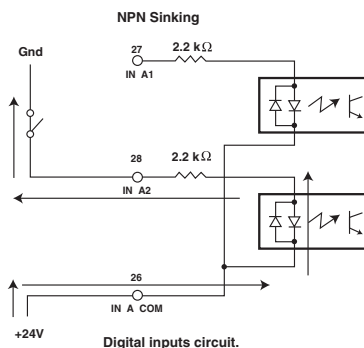 NPN Sinking
Gnd
27
2.2 kΩ
IN A1
28
2.2 kΩ
IN A2
26
IN A COM
+24V
Digital inputs circuit.